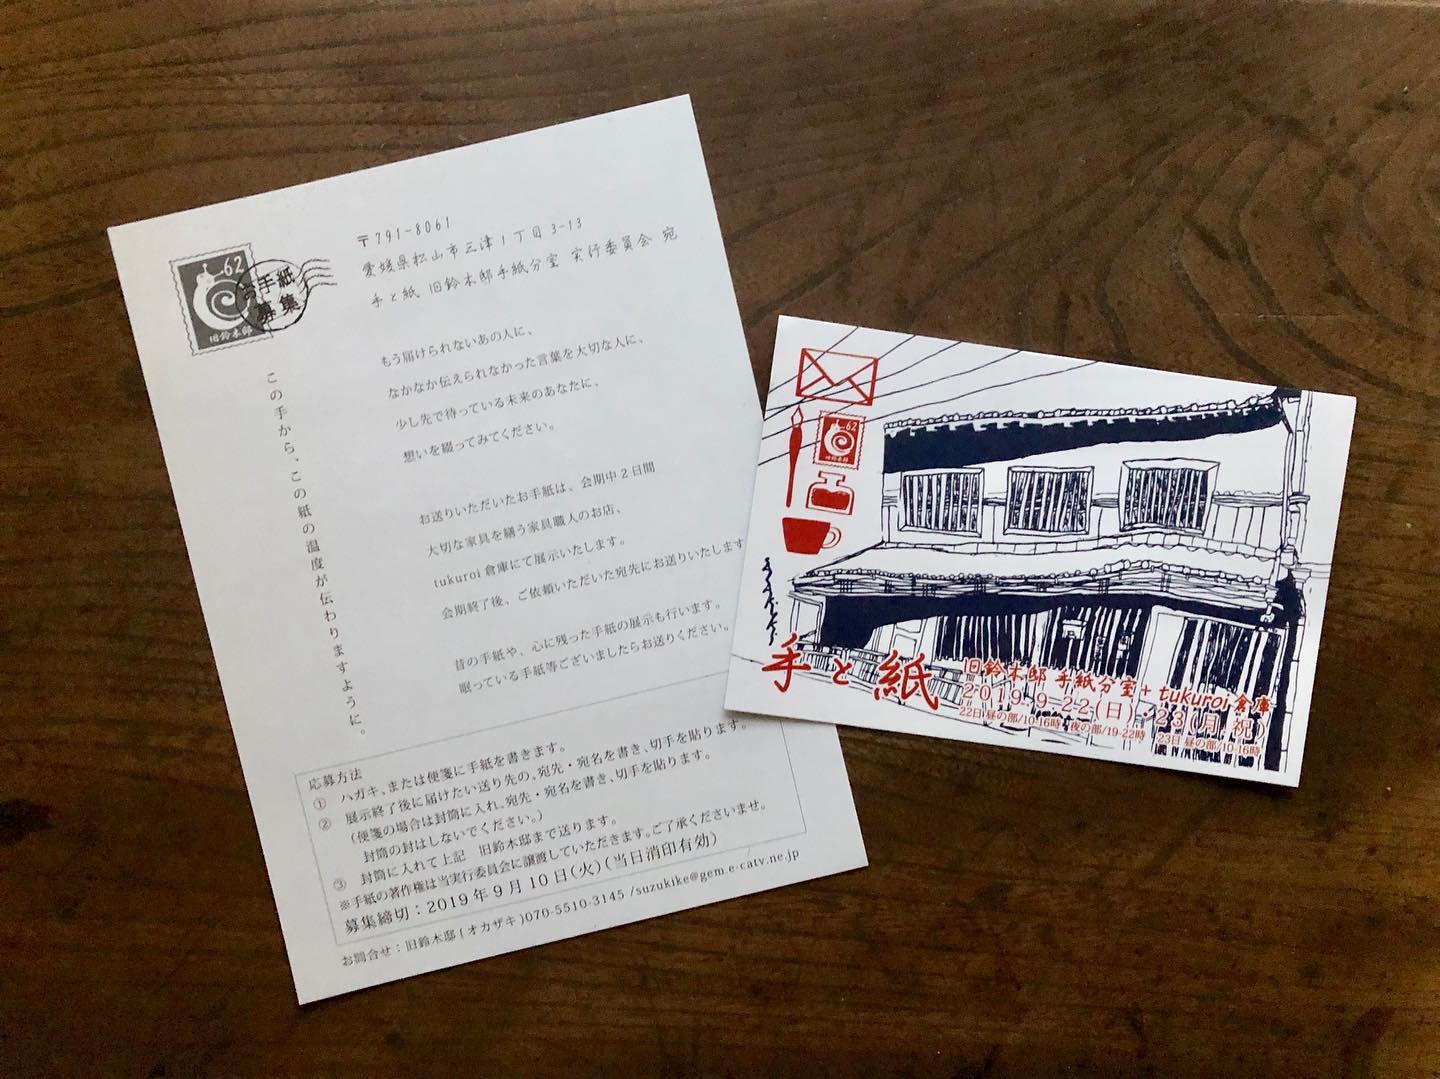 62
お手紙
募集
旧鈴木邸
〒791-8061
愛媛県松山市三津1丁目3-13
手と紙 旧鈴木邸手紙分室 実行委員会 宛
この手から、この紙の温度が伝わりますように。
もう届けられないあの人に、
なかなか伝えられなかった言葉を大切な人に、
少し先で待っている未来のあなたに、
想いを綴ってみてください。
お送りいただいたお手紙は、会期中2日間
大切な家具を繕う家具職人のお店、
tukuroi倉庫にて展示いたします。
会期終了後、ご依頼いただいた宛先にお送りいたします
昔の手紙や、心に残った手紙の展示も行います。
眠っている手紙等ございましたらお送りください。
応募方法
① ハガキ、または便箋に手紙を書きます。
② 展示終了後に届けたい送り先の、宛先・宛名を書き、切手を貼ります。
(便箋の場合は封筒に入れ、宛先・宛名を書き、切手を貼ります。
封筒の封はしないでください。)
③ 封筒に入れて上記 旧鈴木邸まで送ります。
※手紙の著作権は当実行委員会に譲渡していただきます。ご了承くださいませ。
募集締切:2019年9月10日(火)(当日消印有効)
お問合せ:旧鈴木邸(オカザキ)070-5510-3145 /suzukike@gem.e-catv.ne.jp
62
旧鈴木邸
手と紙
旧鈴木邸 手紙分室+tukuroi倉庫
2019.9-22(日)・23(月.祝)
22日 昼の部/10-16時 夜の部/19-22時 23日 昼の部/10-16時